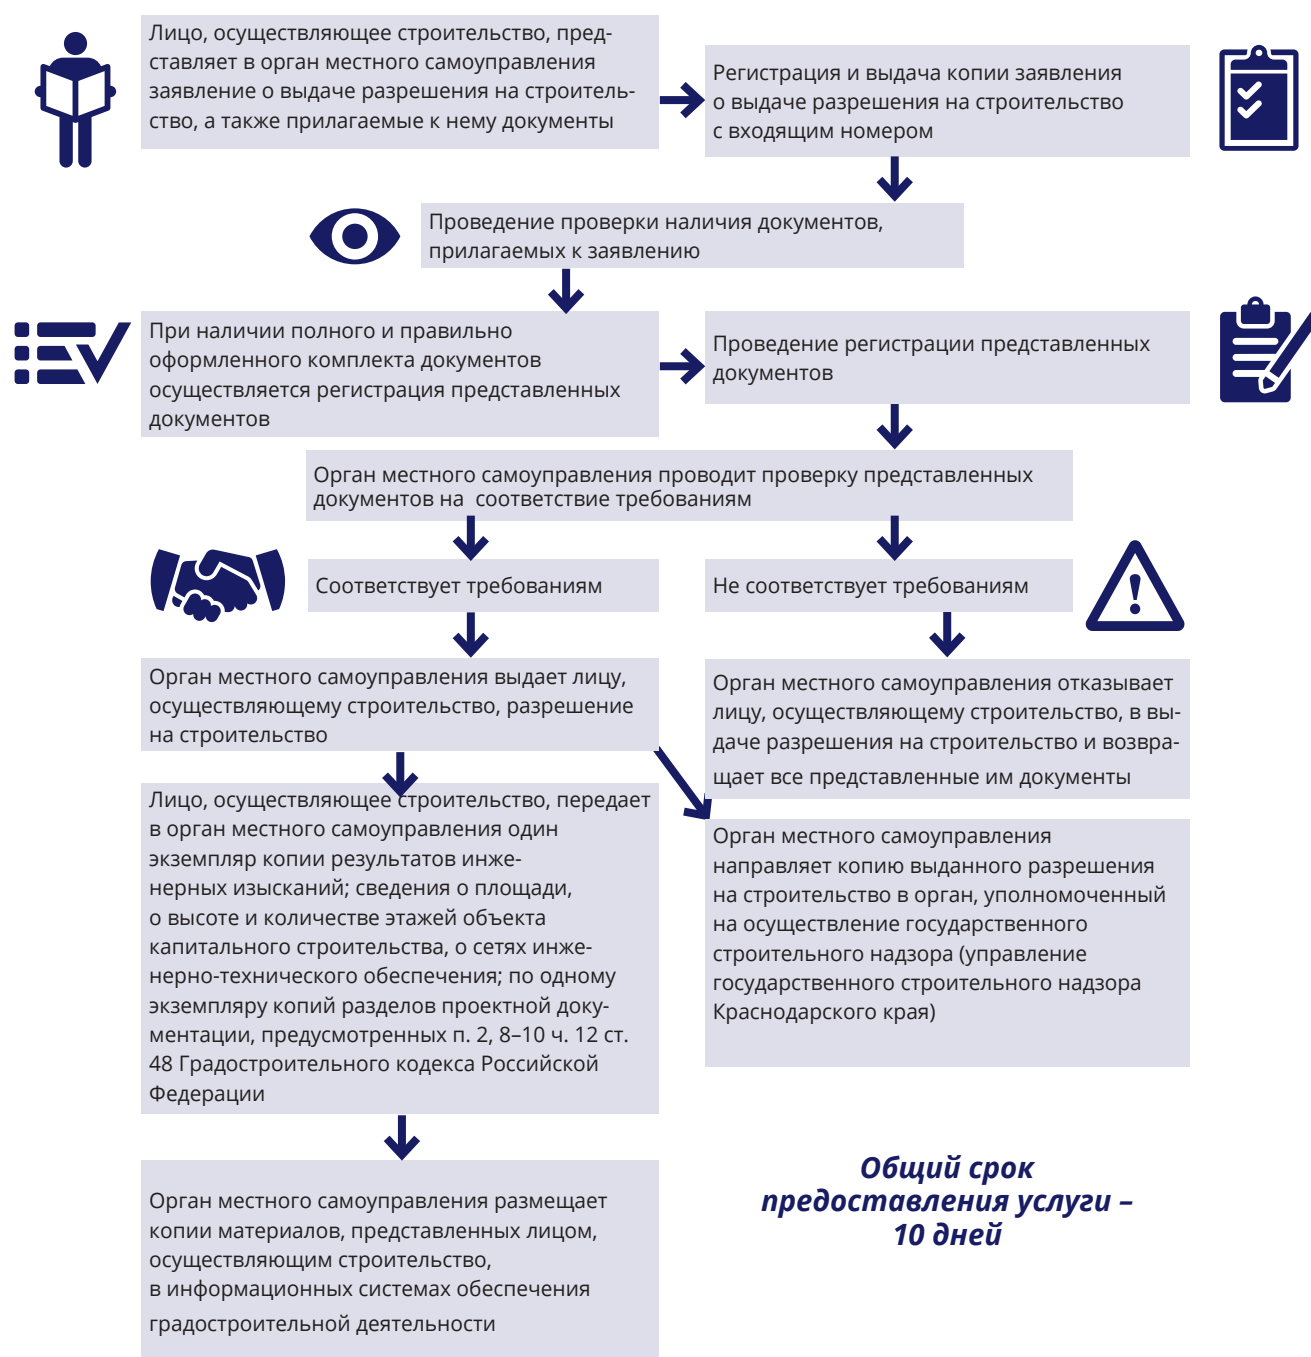 Лицо, осуществляющее строительство, пред-
ставляет в орган местного самоуправления
заявление о выдаче разрешения на строитель-
ство, а также прилагаемые к нему документы
Регистрация и выдача копии заявления
о выдаче разрешения на строительство
с входящим номером
Проведение проверки наличия документов,
прилагаемых к заявлению
При наличии полного и правильно
оформленного комплекта документов
осуществляется регистрация представленных
документов
Проведение регистрации представленных
документов
Орган местного самоуправления проводит проверку представленных
документов на  соответствие требованиям
Соответствует требованиям
Не соответствует требованиям
Орган местного самоуправления выдает лицу,
осуществляющему строительство, разрешение
на строительство
Орган местного самоуправления отказывает
лицу, осуществляющему строительство, в вы-
даче разрешения на строительство и возвра-
щает все представленные им документы
Лицо, осуществляющее строительство, передает
в орган местного самоуправления один
экземпляр копии результатов инже-
нерных изысканий; сведения о площади,
о высоте и количестве этажей объекта
капитального строительства, о сетях инже-
нерно-технического обеспечения; по одному
экземпляру копий разделов проектной доку-
ментации, предусмотренных п. 2, 8–10 ч. 12 ст.
48 Градостроительного кодекса Российской
Федерации
Орган местного самоуправления
направляет копию выданного разрешения
на строительство в орган, уполномоченный
на осуществление государственного
строительного надзора (управление
государственного строительного надзора
Краснодарского края)
Орган местного самоуправления размещает
копии материалов, представленных лицом,
осуществляющим строительство,
в информационных системах обеспечения
градостроительной деятельности
Общий срок
предоставления услуги –
10 дней